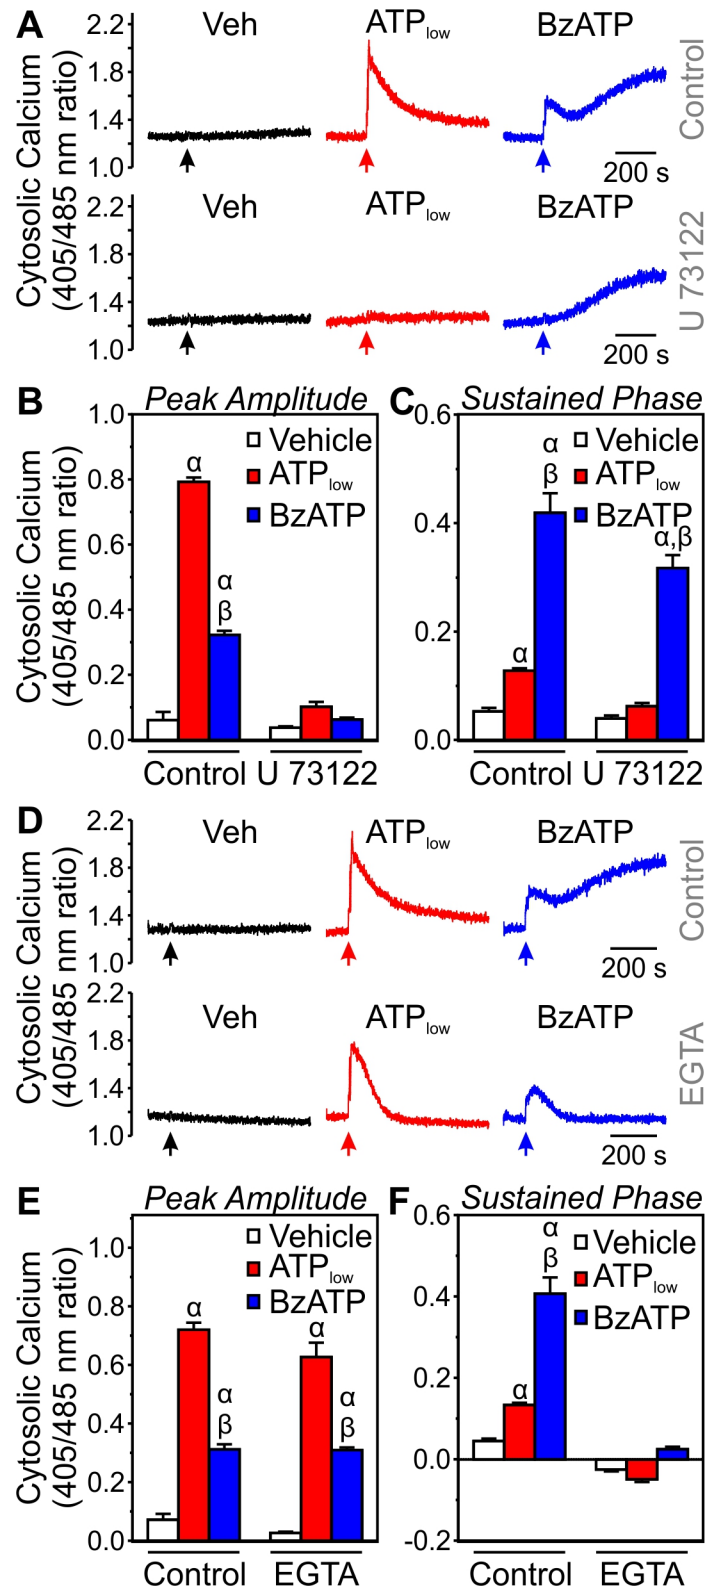 A
Cytosolic Calcium
(405/485 nm ratio)
2.2
1.8
1.4
1.0
Veh
ATPlow
BzATP
Control
200 s
2.2
1.8
1.4
1.0
Veh
ATPlow
BzATP
U 73122
200 s
B
Peak Amplitude
Cytosolic Calcium
(405/485 nm ratio)
1.0
0.8
0.6
0.4
0.2
0.0
Vehicle
ATPlow
BzATP
α
α
β
Control
U 73122
C
Sustained Phase
0.6
0.4
0.2
0.0
Vehicle
ATPlow
BzATP
α
α
β
α,β
Control
U 73122
D
Cytosolic Calcium
(405/485 nm ratio)
2.2
1.8
1.4
1.0
Veh
ATPlow
BzATP
Control
200 s
2.2
1.8
1.4
1.0
Veh
ATPlow
BzATP
EGTA
200 s
E
Peak Amplitude
Cytosolic Calcium
(405/485 nm ratio)
1.0
0.8
0.6
0.4
0.2
0.0
Vehicle
ATPlow
BzATP
α
α
β
α
α
β
Control
EGTA
F
Sustained Phase
0.6
0.4
0.2
0.0
-0.2
Vehicle
ATPlow
BzATP
α
α
β
Control
EGTA